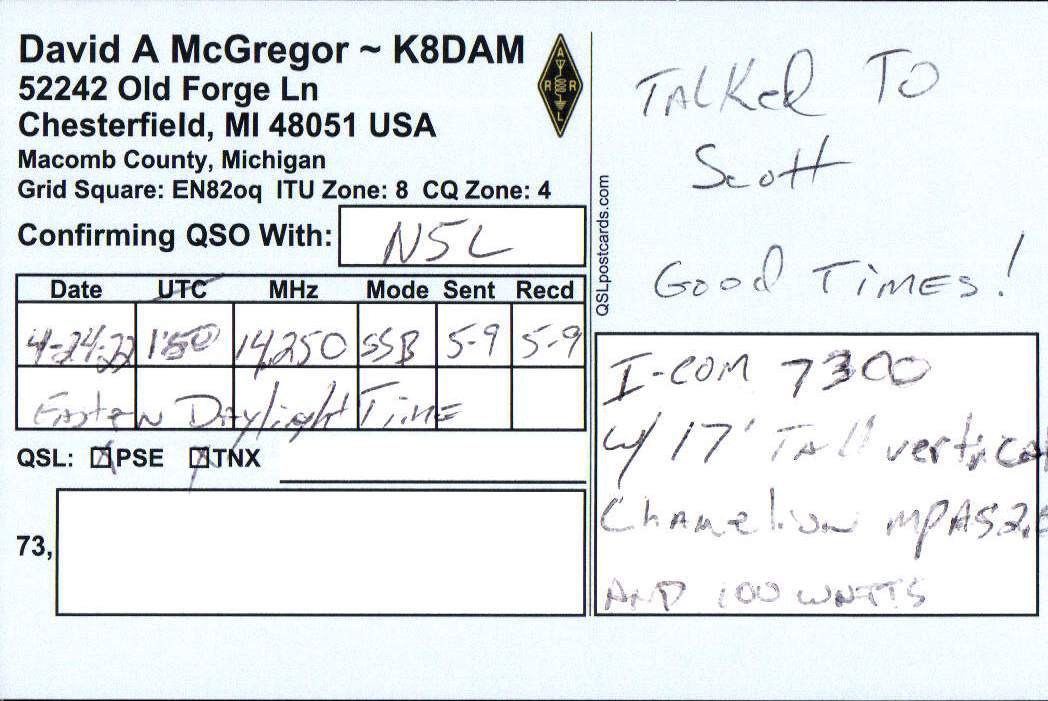 David A McGregor ~ K8DAM
52242 Old Forge Ln
Chesterfield, MI 48051 USA
Macomb County, Michigan
Grid Square: EN82oq ITU Zone: 8 CQ Zone: 4
A
R R
L
Confirming QSO With: N5L
Date UTC MHz Mode Sent Recd
4-24-22 1:50 14,250 SSB 5-9 5-9
Eastern Daylight Time
QSL: PSE TNX
73,
QSLpostcards.com
TALKed TO
Scott
Good TiMES!
I-COM 7300
w/ 17' TAll vertical
ChAmelion MPAS2.0
AND 100 WATTS